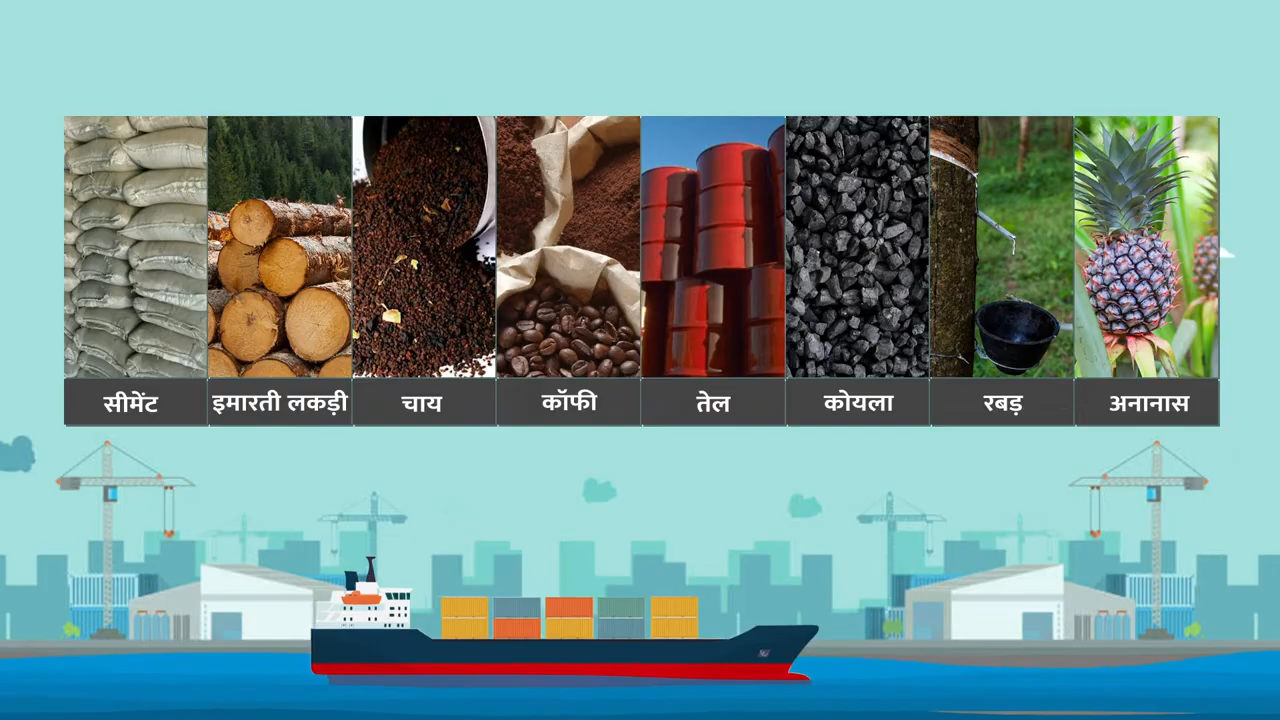 सीमेंट
इमारती लकड़ी
चाय
कॉफी
तेल
कोयला
रबड़
अनानास